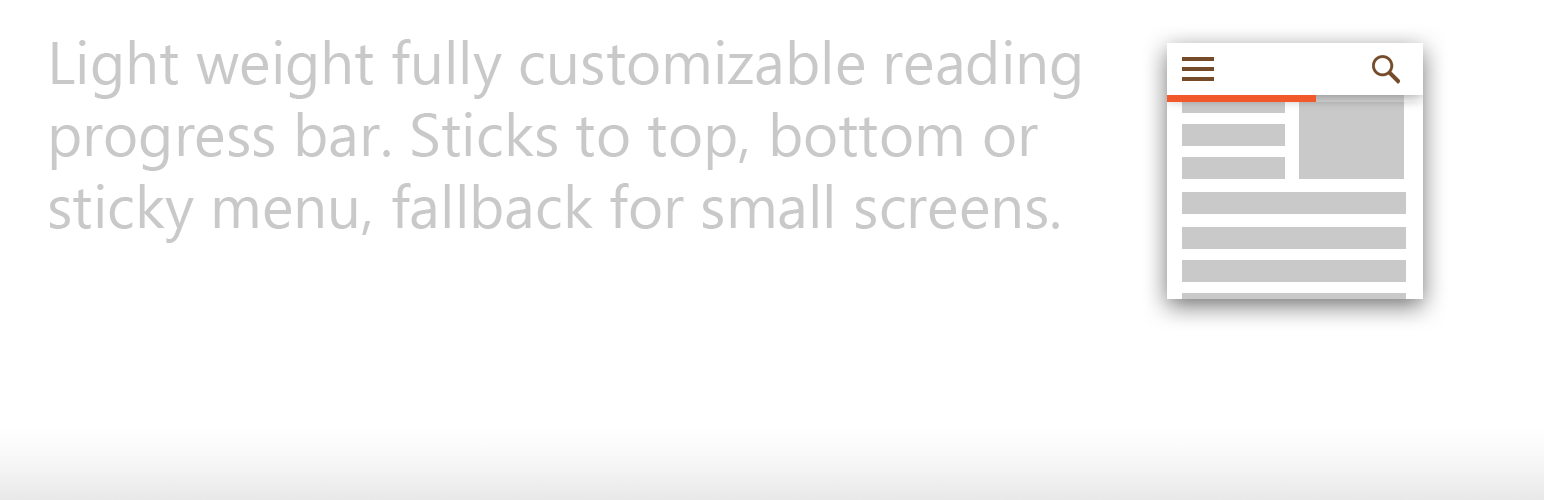 Light weight fully customizable reading
progress bar. Sticks to top, bottom or
sticky menu, fallback for small screens.